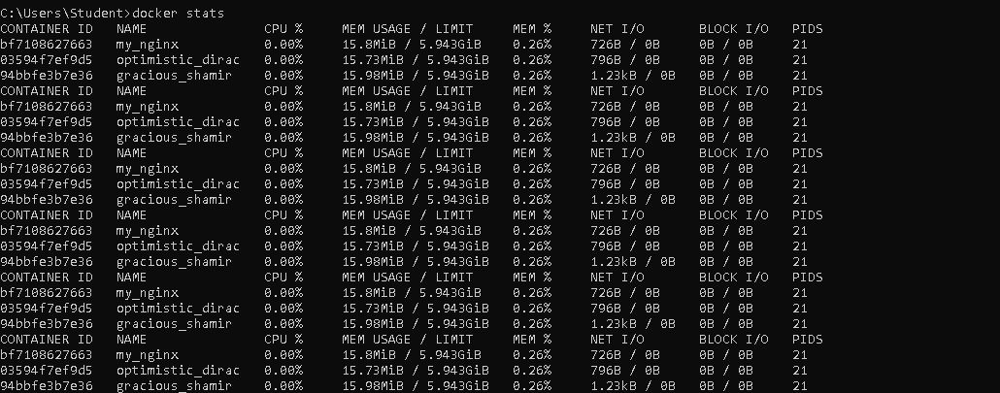 C:\Users\Student>docker stats
CONTAINER ID   NAME               CPU %     MEM USAGE / LIMIT     MEM %     NET I/O       BLOCK I/O   PIDS
bf7108627663   my_nginx           0.00%     15.8MiB / 5.943GiB    0.26%     726B / 0B     0B / 0B     21
03594f7ef9d5   optimistic_dirac   0.00%     15.73MiB / 5.943GiB   0.26%     796B / 0B     0B / 0B     21
94bbfe3b7e36   gracious_shamir    0.00%     15.98MiB / 5.943GiB   0.26%     1.23kB / 0B   0B / 0B     21
CONTAINER ID   NAME               CPU %     MEM USAGE / LIMIT     MEM %     NET I/O       BLOCK I/O   PIDS
bf7108627663   my_nginx           0.00%     15.8MiB / 5.943GiB    0.26%     726B / 0B     0B / 0B     21
03594f7ef9d5   optimistic_dirac   0.00%     15.73MiB / 5.943GiB   0.26%     796B / 0B     0B / 0B     21
94bbfe3b7e36   gracious_shamir    0.00%     15.98MiB / 5.943GiB   0.26%     1.23kB / 0B   0B / 0B     21
CONTAINER ID   NAME               CPU %     MEM USAGE / LIMIT     MEM %     NET I/O       BLOCK I/O   PIDS
bf7108627663   my_nginx           0.00%     15.8MiB / 5.943GiB    0.26%     726B / 0B     0B / 0B     21
03594f7ef9d5   optimistic_dirac   0.00%     15.73MiB / 5.943GiB   0.26%     796B / 0B     0B / 0B     21
94bbfe3b7e36   gracious_shamir    0.00%     15.98MiB / 5.943GiB   0.26%     1.23kB / 0B   0B / 0B     21
CONTAINER ID   NAME               CPU %     MEM USAGE / LIMIT     MEM %     NET I/O       BLOCK I/O   PIDS
bf7108627663   my_nginx           0.00%     15.8MiB / 5.943GiB    0.26%     726B / 0B     0B / 0B     21
03594f7ef9d5   optimistic_dirac   0.00%     15.73MiB / 5.943GiB   0.26%     796B / 0B     0B / 0B     21
94bbfe3b7e36   gracious_shamir    0.00%     15.98MiB / 5.943GiB   0.26%     1.23kB / 0B   0B / 0B     21
CONTAINER ID   NAME               CPU %     MEM USAGE / LIMIT     MEM %     NET I/O       BLOCK I/O   PIDS
bf7108627663   my_nginx           0.00%     15.8MiB / 5.943GiB    0.26%     726B / 0B     0B / 0B     21
03594f7ef9d5   optimistic_dirac   0.00%     15.73MiB / 5.943GiB   0.26%     796B / 0B     0B / 0B     21
94bbfe3b7e36   gracious_shamir    0.00%     15.98MiB / 5.943GiB   0.26%     1.23kB / 0B   0B / 0B     21
CONTAINER ID   NAME               CPU %     MEM USAGE / LIMIT     MEM %     NET I/O       BLOCK I/O   PIDS
bf7108627663   my_nginx           0.00%     15.8MiB / 5.943GiB    0.26%     726B / 0B     0B / 0B     21
03594f7ef9d5   optimistic_dirac   0.00%     15.73MiB / 5.943GiB   0.26%     796B / 0B     0B / 0B     21
94bbfe3b7e36   gracious_shamir    0.00%     15.98MiB / 5.943GiB   0.26%     1.23kB / 0B   0B / 0B     21